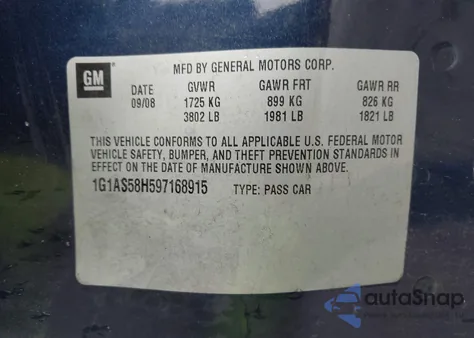 GM
MFD BY GENERAL MOTORS CORP.
DATE GVWR GAWR FRT GAWR RR
09/08 1725 KG 899 KG 826 KG
3802 LB 1981 LB 1821 LB
THIS VEHICLE CONFORMS TO ALL APPLICABLE U.S. FEDERAL MOTOR
VEHICLE SAFETY, BUMPER, AND THEFT PREVENTION STANDARDS IN
EFFECT ON THE DATE OF MANUFACTURE SHOWN ABOVE.
1G1AS58H597168915 TYPE: PASS CAR
autoSnap